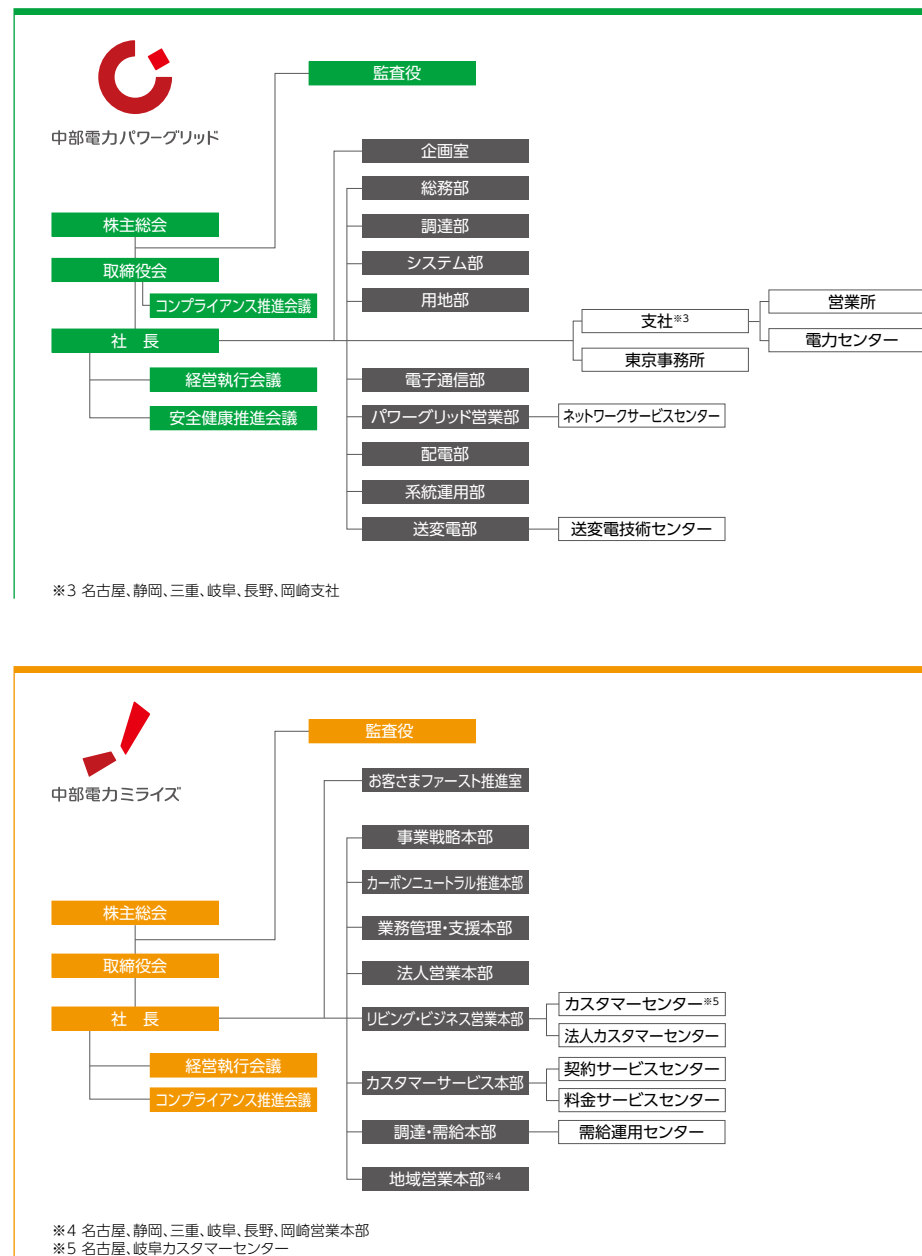 監査役
中部電力パワーグリッド
企画室
総務部
調達部
株主総会
システム部
取締役会
用地部
コンプライアンス推進会議
営業所
支社※3
社 長
電力センター
東京事務所
経営執行会議
電子通信部
安全健康推進会議
パワーグリッド営業部
ネットワークサービスセンター
配電部
系統運用部
送変電部
送変電技術センター
※3 名古屋、静岡、三重、岐阜、長野、岡崎支社
監査役
お客さまファースト推進室
中部電力ミライズ
事業戦略本部
カーボンニュートラル推進本部
株主総会
業務管理・支援本部
取締役会
法人営業本部
カスタマーセンター※5
社 長
リビング・ビジネス営業本部
法人カスタマーセンター
経営執行会議
契約サービスセンター
カスタマーサービス本部
コンプライアンス推進会議
料金サービスセンター
調達・需給本部
需給運用センター
地域営業本部※4
※4 名古屋、静岡、三重、岐阜、長野、岡崎営業本部
※5 名古屋、岐阜カスタマーセンター